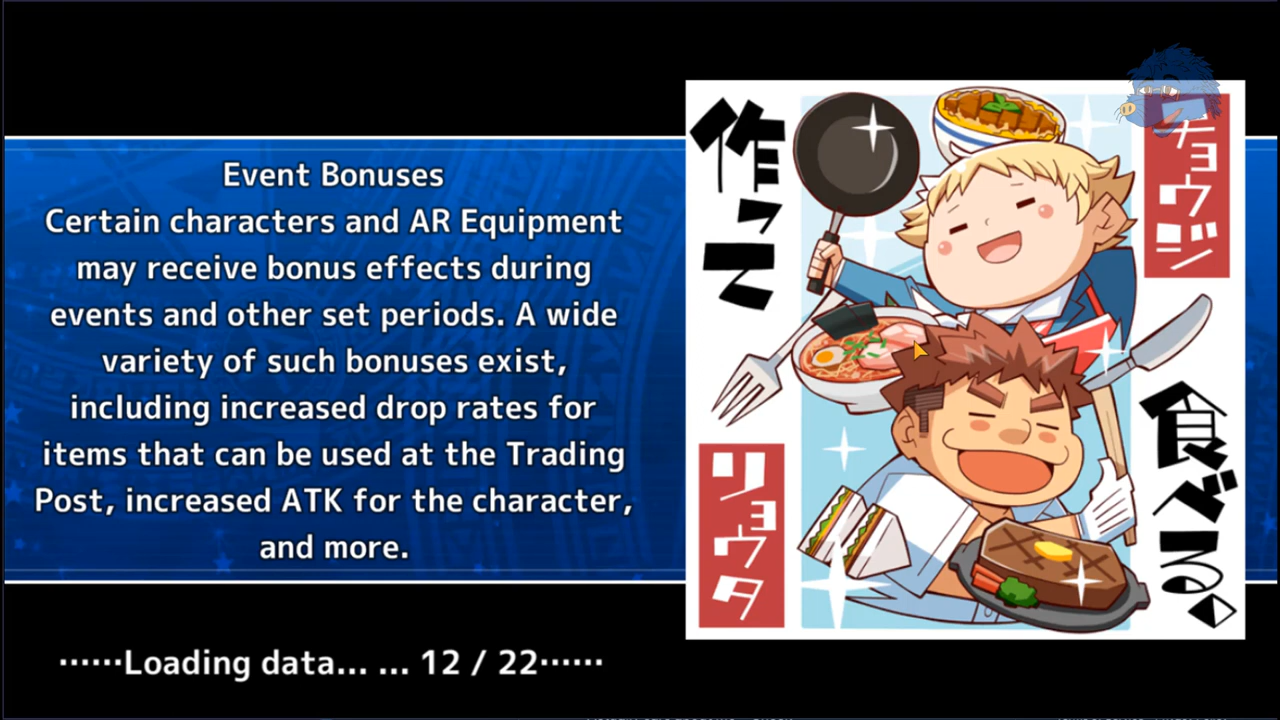 Event Bonuses
Certain characters and AR Equipment
may receive bonus effects during
events and other set periods. A wide
variety of such bonuses exist,
including increased drop rates for
items that can be used at the Trading
Post, increased ATK for the character,
and more.
......Loading data... ... 12 / 22......
作って
チョウジ
リョウタ
食べる。